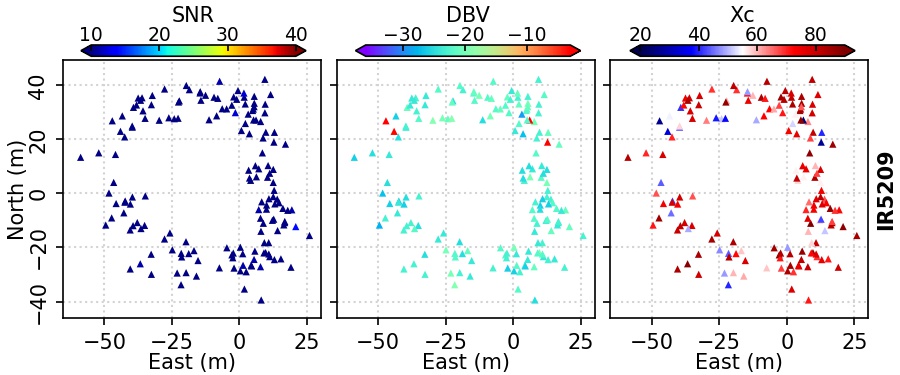 SNR DBV Xc
10 20 30 40 −30 −20 −10 20 40 60 80
North (m)
40
20
0
−20
−40
−50 −25 0 25 −50 −25 0 25 −50 −25 0 25
East (m) East (m) East (m)
IR5209